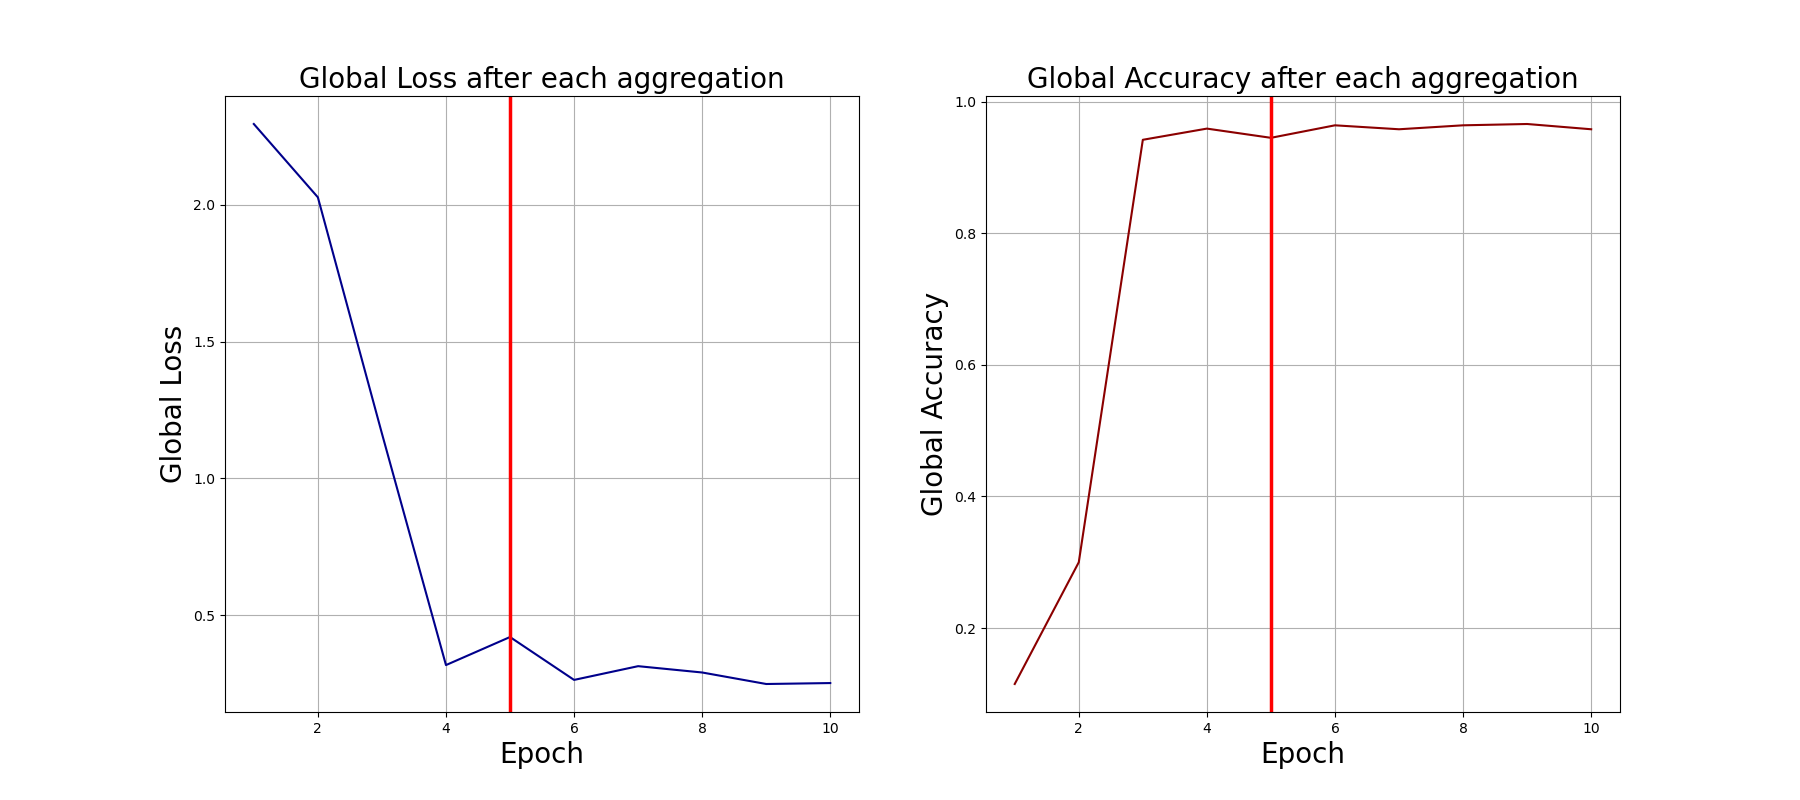 Global Loss after each aggregation
Global Loss
2.0
1.5
1.0
0.5
2 4 6 8 10
Epoch
Global Accuracy after each aggregation
Global Accuracy
1.0
0.8
0.6
0.4
0.2
2 4 6 8 10
Epoch